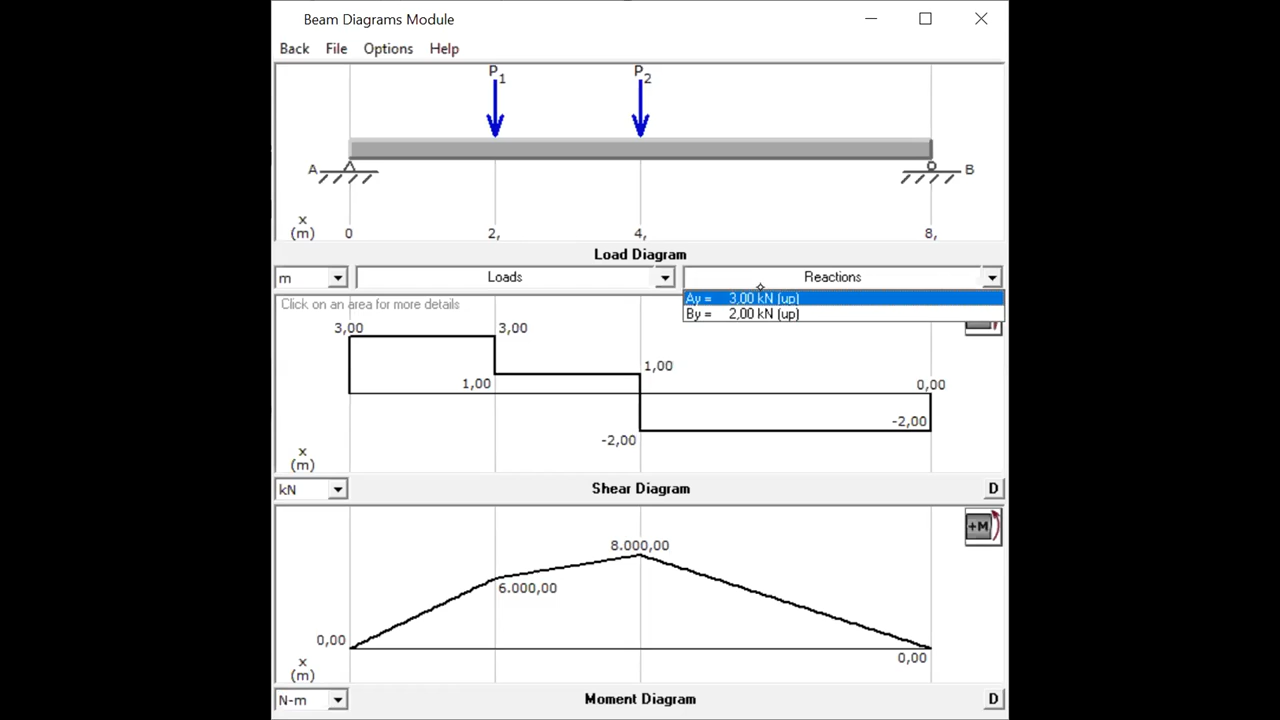 Beam Diagrams Module
Back File Options Help
P1 P2
A B
x
(m) 0 2, 4, 8,
Load Diagram
m Loads Reactions
Ay = 3,00 kN (up)
By = 2,00 kN (up)
Click on an area for more details
3,00 3,00
1,00
1,00 0,00
-2,00
-2,00
x
(m)
kN Shear Diagram D
+M
8.000,00
6.000,00
0,00
0,00
x
(m)
N-m Moment Diagram D